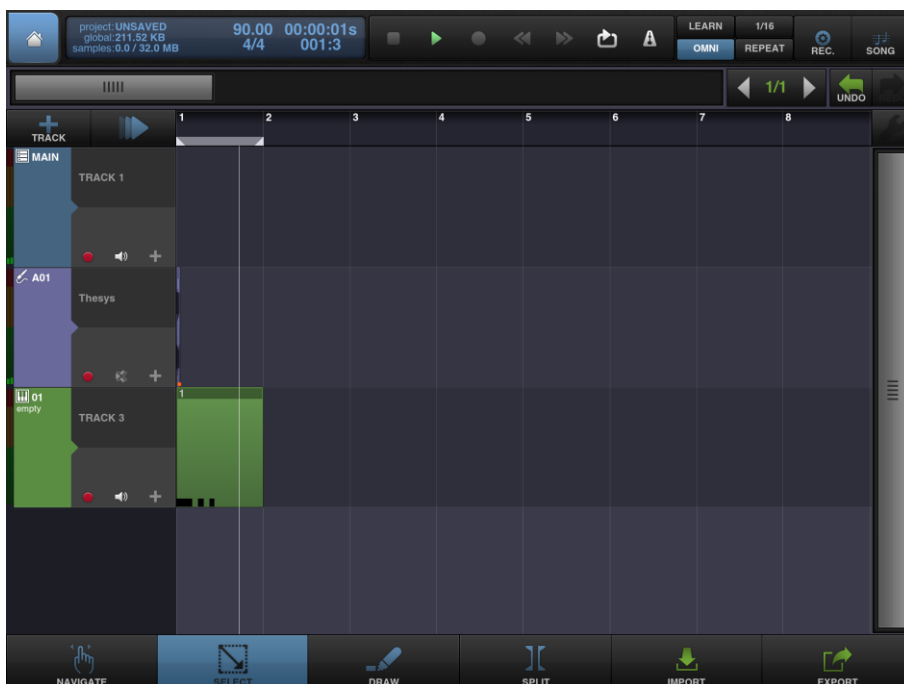 project:UNSAVED
global:211.52 KB
samples:0.0 / 32.0 MB
90.00 00:00:01s
4/4 001:3
LEARN
OMNI
1/16
REPEAT
REC.
SONG
1/1
UNDO
TRACK
1 2 3 4 5 6 7 8
MAIN
TRACK 1
A01
Thesys
01
empty
TRACK 3
1
NAVIGATE
SELECT
DRAW
SPLIT
IMPORT
EXPORT